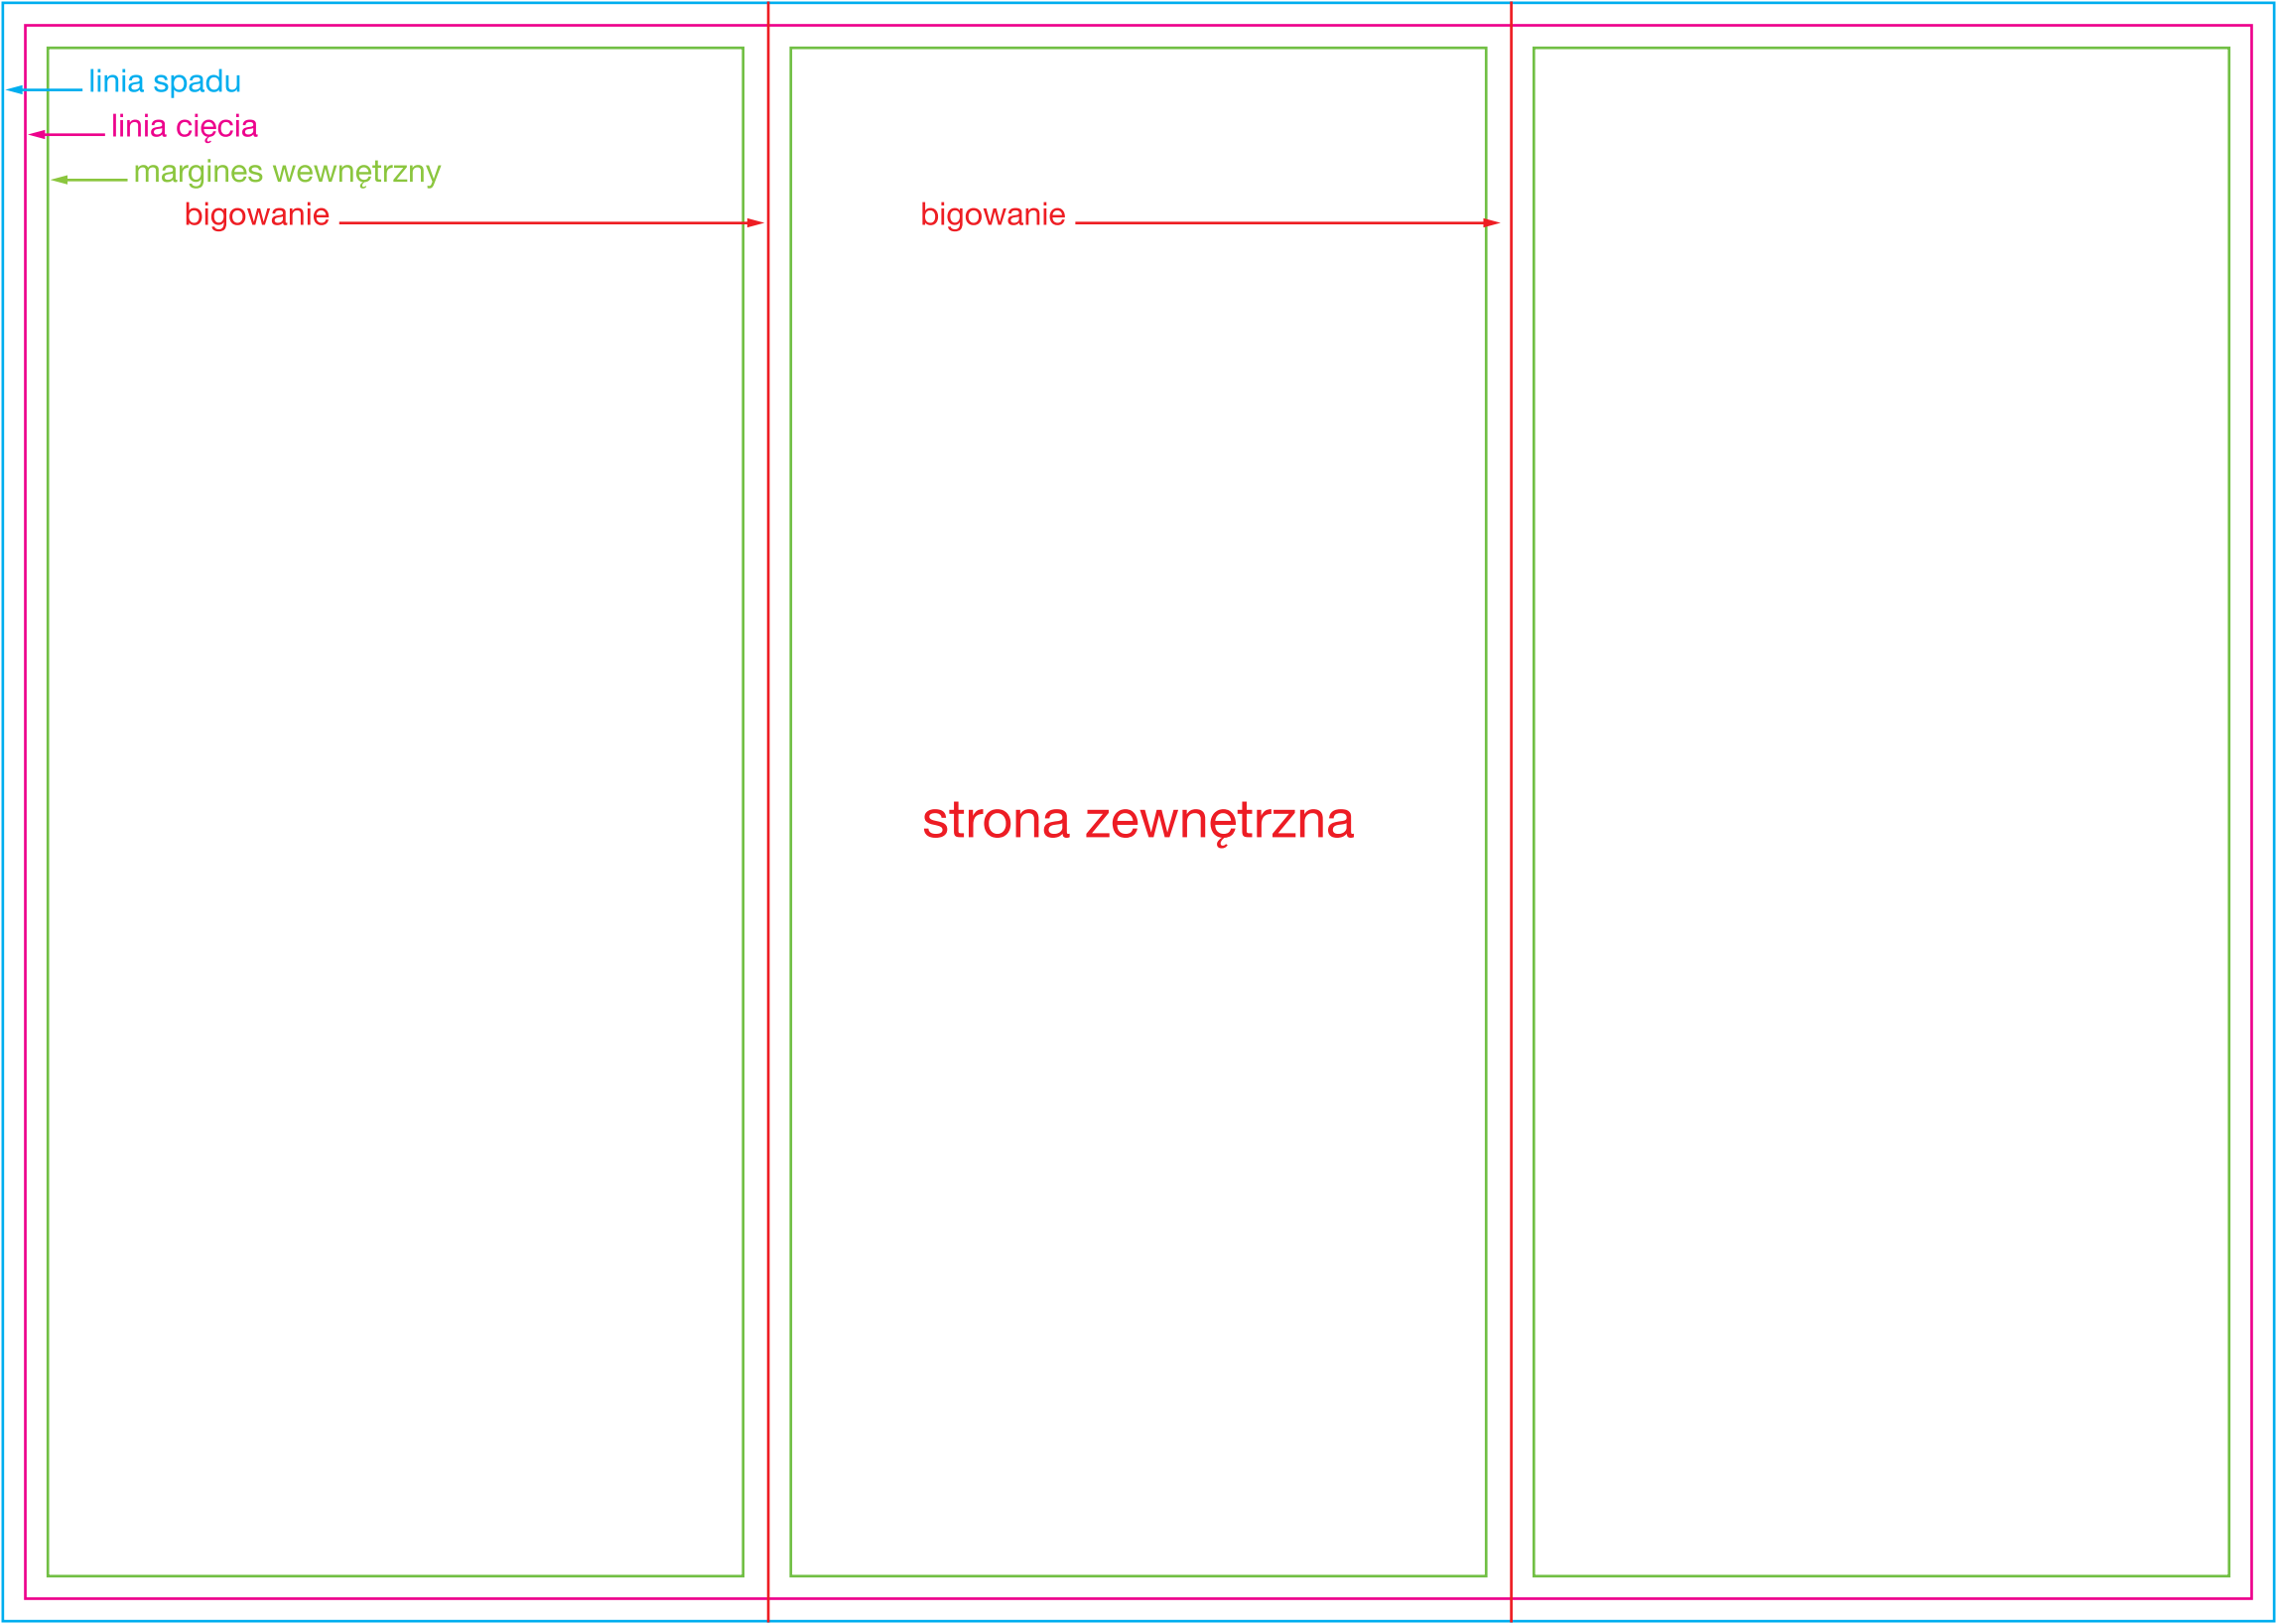 linia spadu
linia cięcia
margines wewnętrzny
bigowanie
bigowanie
strona zewnętrzna